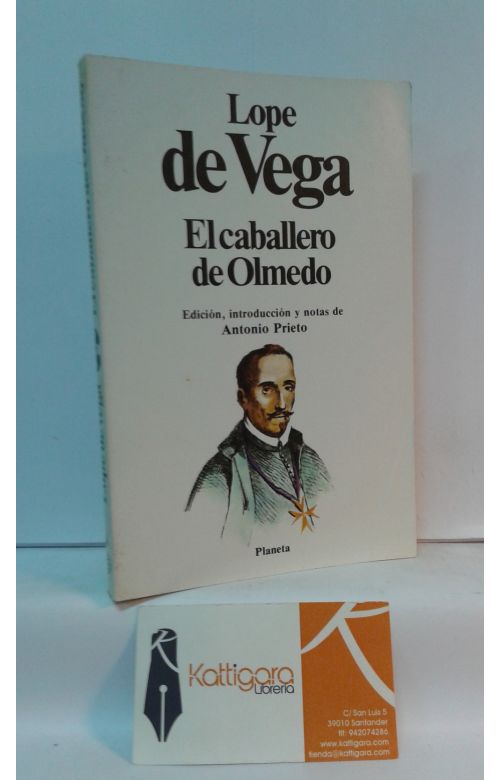 Lope
de Vega
El caballero
de Olmedo
Edición, introducción y notas de
Antonio Prieto
Planeta
Kattigara
Librería
C/ San Luis 5
39010 Santander
tlf: 942074286
www.kattigara.com
tienda@kattigara.com